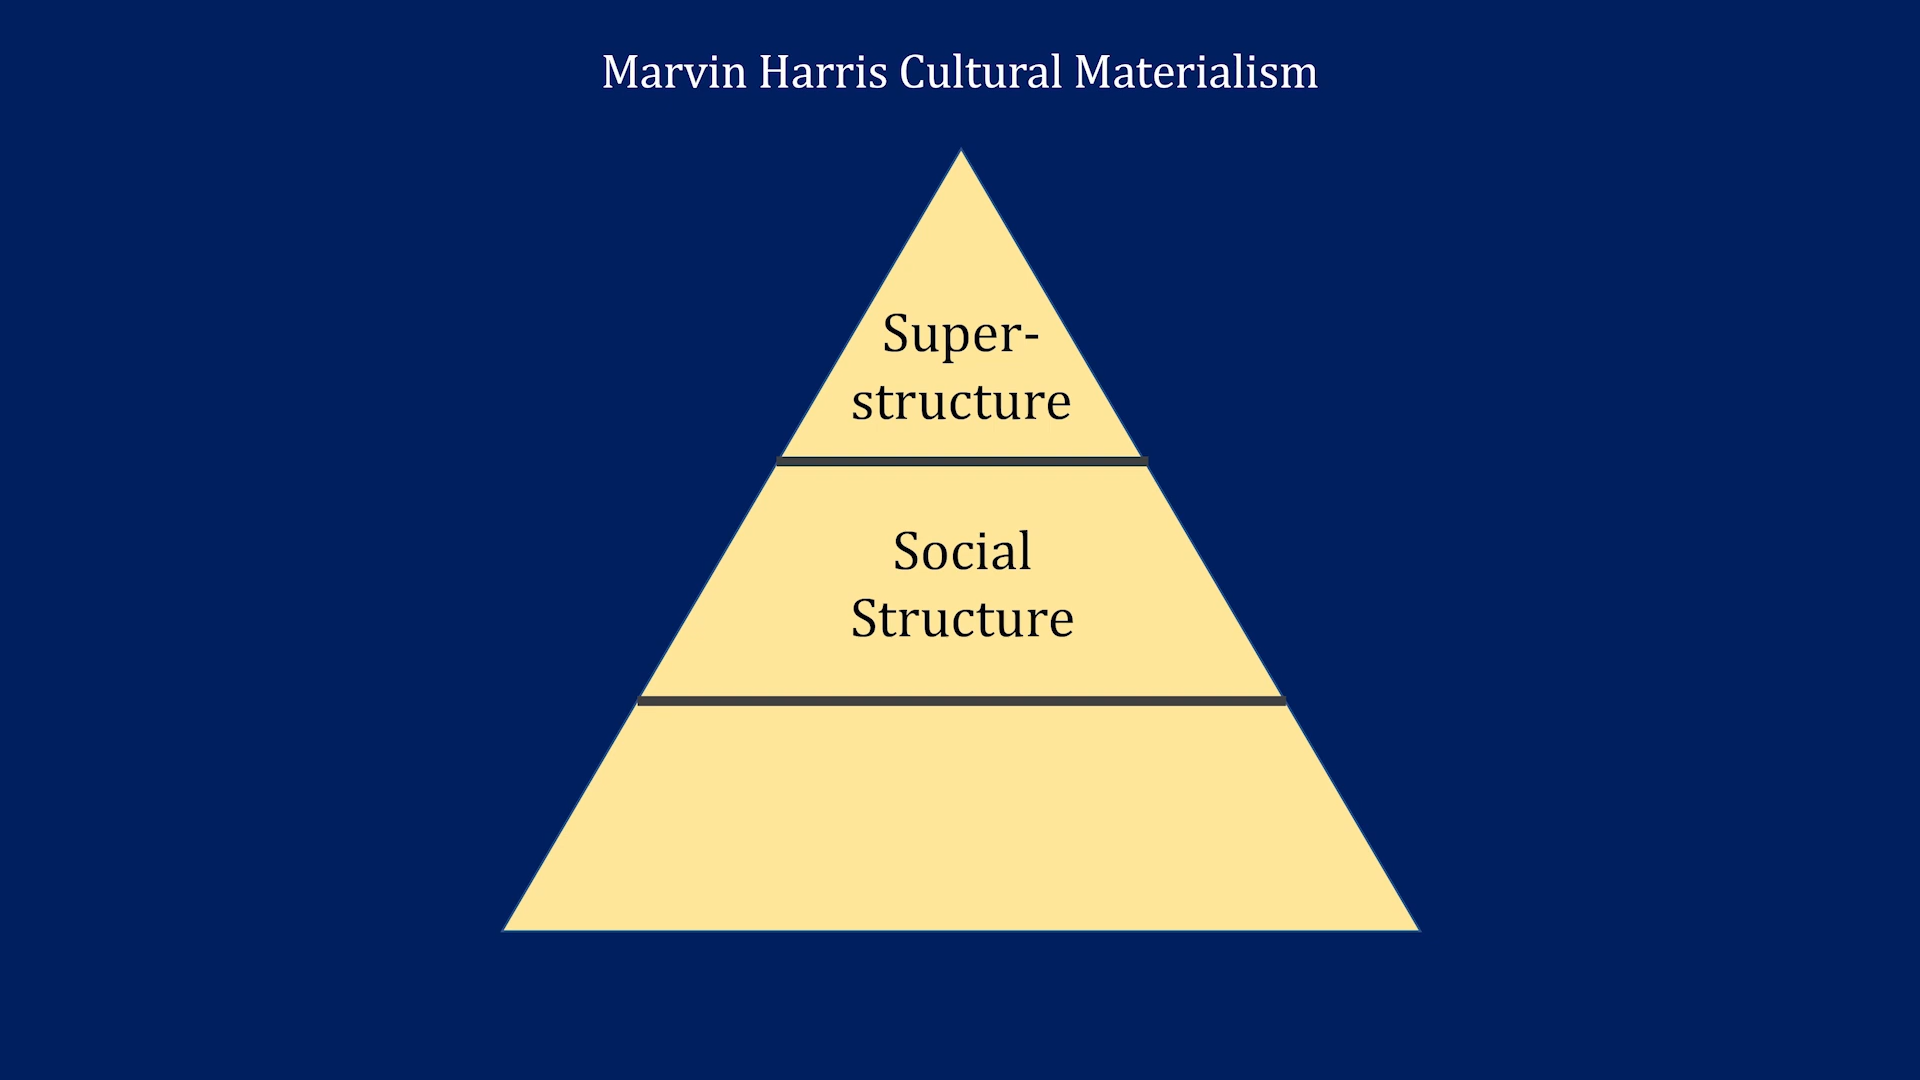 Marvin Harris Cultural Materialism
Super-
structure
Social
Structure